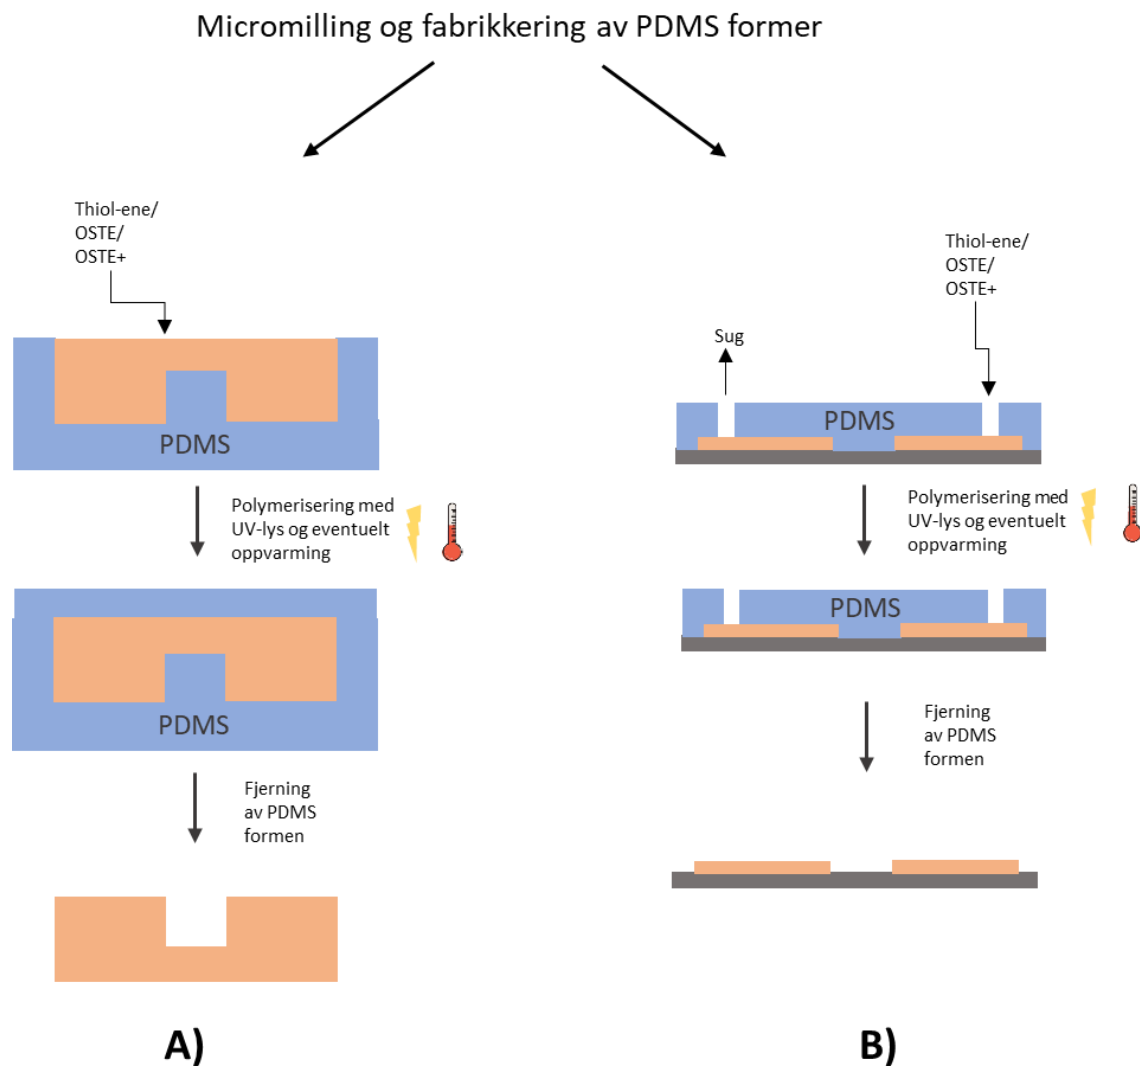 Micromilling og fabrikkering av PDMS former
Thiol-ene/
OSTE/
OSTE+
PDMS
Polymerisering med
UV-lys og eventuelt
oppvarming
PDMS
Fjerning
av PDMS
formen
A)
Thiol-ene/
OSTE/
OSTE+
Sug
PDMS
Polymerisering med
UV-lys og eventuelt
oppvarming
PDMS
Fjerning
av PDMS
formen
B)